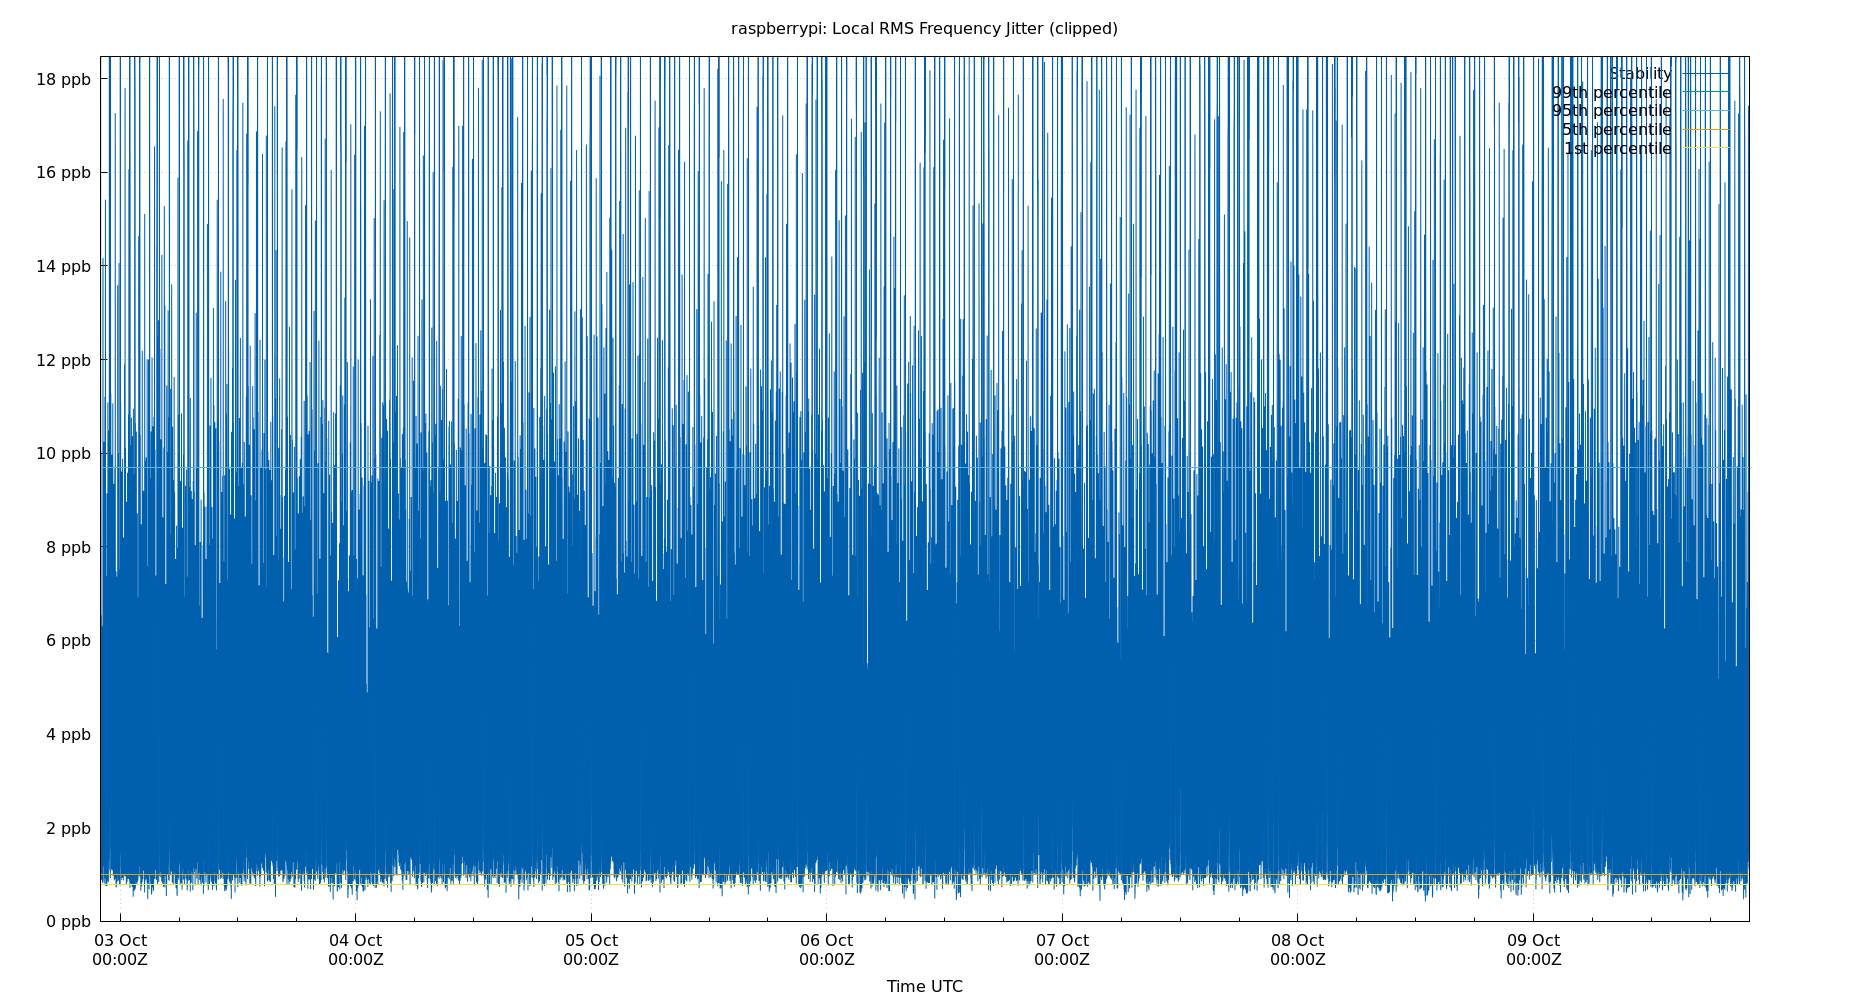 raspberrypi: Local RMS Frequency Jitter (clipped)
18 ppb
16 ppb
14 ppb
12 ppb
10 ppb
8 ppb
6 ppb
4 ppb
2 ppb
0 ppb
Stability
99th percentile
95th percentile
5th percentile
1st percentile
03 Oct 04 Oct 05 Oct 06 Oct 07 Oct 08 Oct 09 Oct
00:00Z 00:00Z 00:00Z 00:00Z 00:00Z 00:00Z 00:00Z
Time UTC